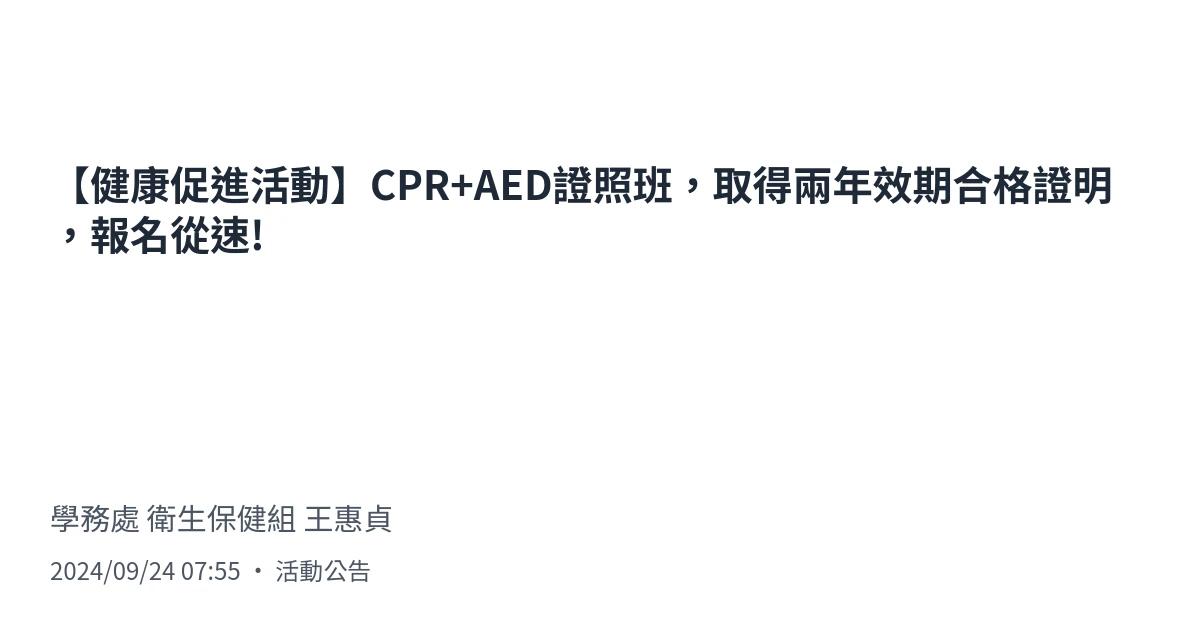 【健康促進活動】CPR+AED證照班，取得兩年效期合格證明
，報名從速!
學務處 衛生保健組 王惠貞
2024/09/24 07:55 • 活動公告